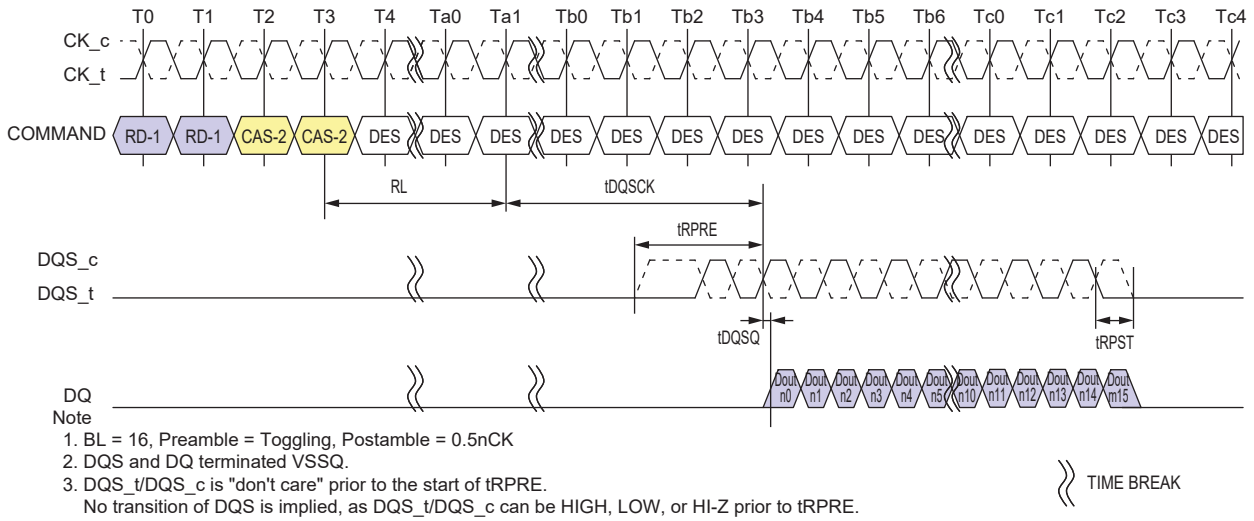 T0 T1 T2 T3 T4 Ta0 Ta1 Tb0 Tb1 Tb2 Tb3 Tb4 Tb5 Tb6 Tc0 Tc1 Tc2 Tc3 Tc4
CK_c
CK_t
COMMAND RD-1 RD-1 CAS-2 CAS-2 DES DES DES DES DES DES DES DES DES DES DES DES DES DES DES
RL tDQSCK
tRPRE
DQS_c
DQS_t
tDQSQ tRPST
Dout Dout Dout Dout Dout Dout Dout Dout Dout Dout Dout Dout
n0 n1 n2 n3 n4 n5 n10 n11 n12 n13 n14 m15
DQ
Note
1. BL = 16, Preamble = Toggling, Postamble = 0.5nCK
2. DQS and DQ terminated VSSQ.
3. DQS_t/DQS_c is "don't care" prior to the start of tRPRE.
No transition of DQS is implied, as DQS_t/DQS_c can be HIGH, LOW, or HI-Z prior to tRPRE.
TIME BREAK